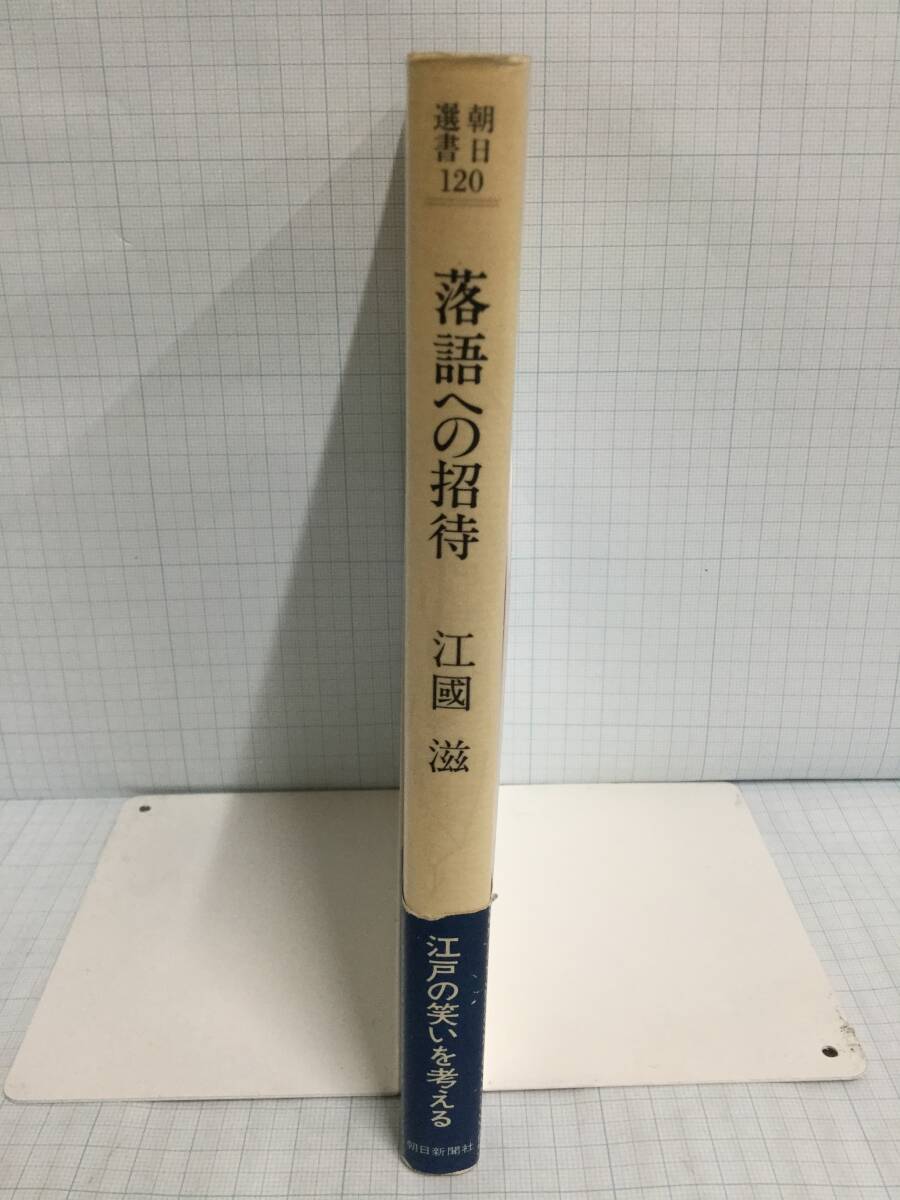 朝日
選書
120
落語への招待
江國 滋
江戸の笑いを考える
朝日新聞社